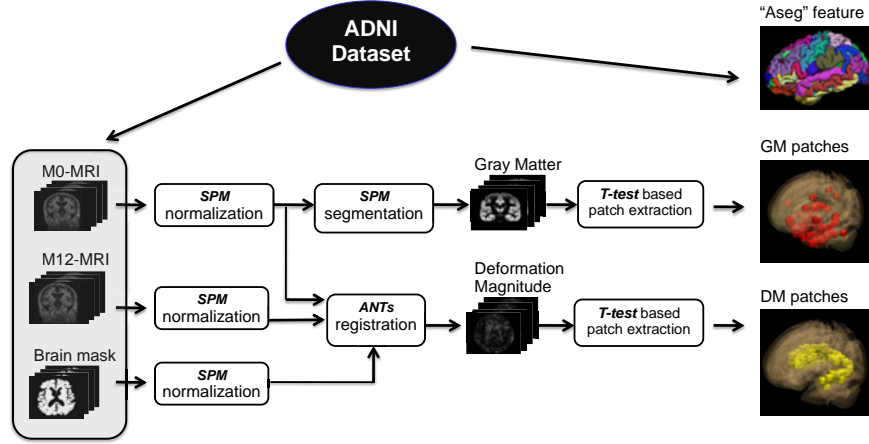 ADNI
Dataset
“Aseg” feature
M0-MRI
SPM
normalization
SPM
segmentation
Gray Matter
T-test based
patch extraction
GM patches
M12-MRI
SPM
normalization
ANTs
registration
Deformation
Magnitude
T-test based
patch extraction
DM patches
Brain mask
SPM
normalization